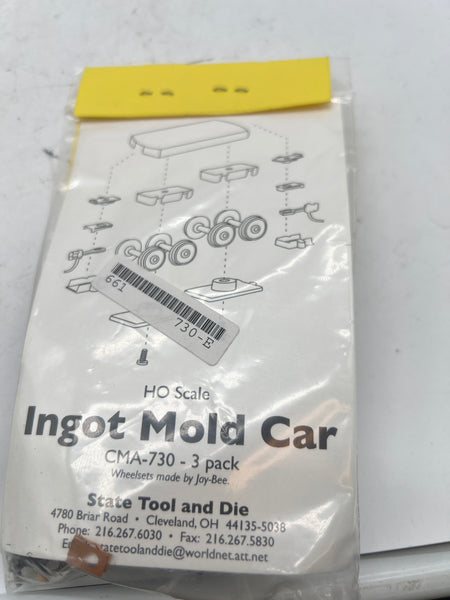 661 730-E
HO Scale
Ingot Mold Car
CMA-730 - 3 pack
Wheelsets made by Jay-Bee.
State Tool and Die
4780 Briar Road • Cleveland, OH 44135-5038
Phone: 216.267.6030 • Fax: 216.267.5830
statetoolanddie@worldnet.att.net